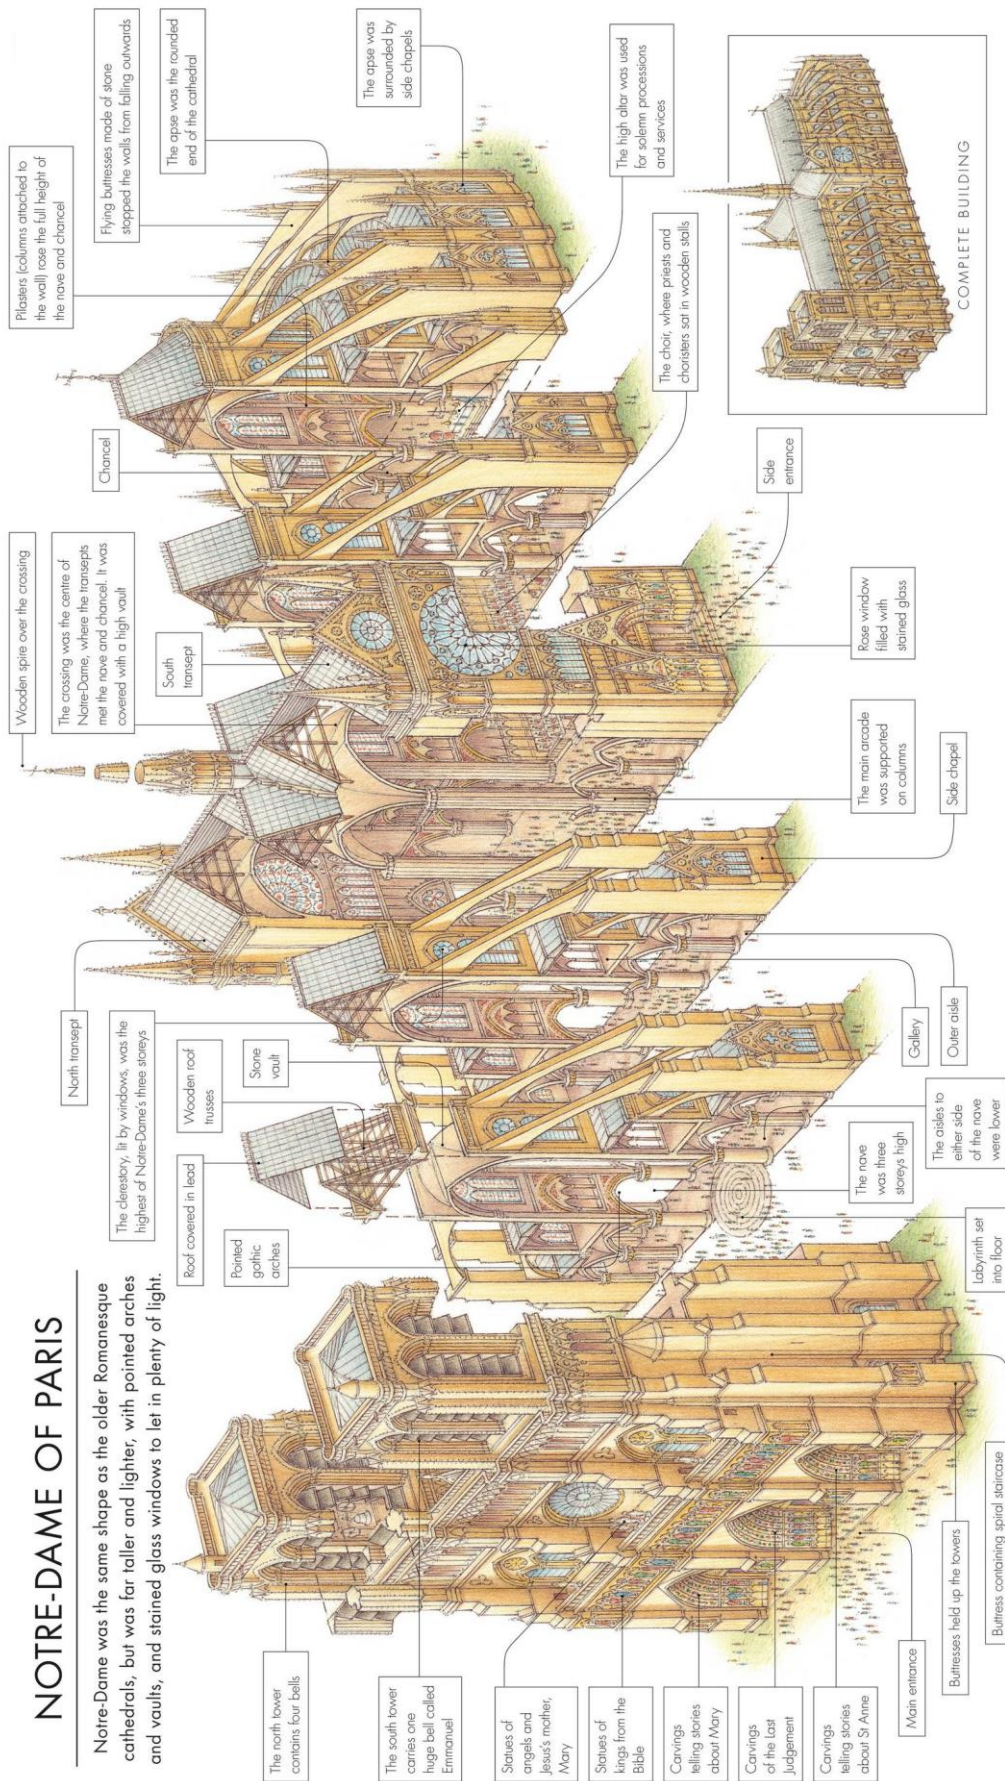 NOTRE-DAME OF PARIS
Notre-Dame was the same shape as the older Romanesque
cathedrals, but was far taller and lighter, with pointed arches
and vaults, and stained glass windows to let in plenty of light.
The north tower
contains four bells
The south tower
carries one
huge bell called
Emmanuel
Statues of
angels and
Jesus's mother,
Mary
Statues of
kings from the
Bible
Carvings
telling stories
about Mary
Carvings
of the Last
Judgement
Carvings
telling stories
about St Anne
Main entrance
Buttresses held up the towers
Buttress containing spiral staircase
Roof covered in lead
Pointed
gothic
arches
Wooden roof
trusses
Stone
vault
The clerestory, lit by windows, was the
highest of Notre-Dame's three storeys
North transept
Labyrinth set
into floor
The nave
was three
storeys high
The aisles to
either side
of the nave
were lower
Gallery
Outer aisle
Side chapel
The main arcade
was supported
on columns
Wooden spire over the crossing
The crossing was the centre of
Notre-Dame, where the transepts
met the nave and chancel. It was
covered with a high vault
South
transept
Rose window
filled with
stained glass
Side
entrance
Chancel
Pilasters (columns attached to
the wall) rose the full height of
the nave and chancel
Flying buttresses made of stone
stopped the walls from falling outwards
The apse was the rounded
end of the cathedral
The apse was
surrounded by
side chapels
The high altar was used
for solemn processions
and services
The choir, where priests and
choristers sat in wooden stalls
COMPLETE BUILDING